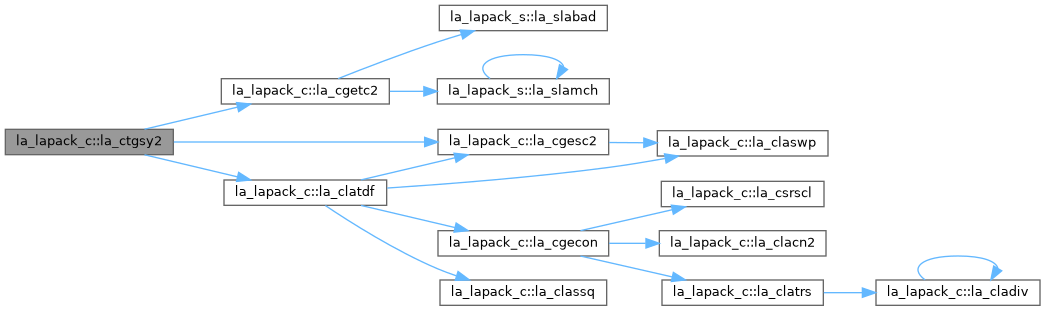 la_lapack_s::la_slabad
la_lapack_c::la_cgetc2
la_lapack_s::la_slamch
la_lapack_c::la_ctgsy2
la_lapack_c::la_cgesc2
la_lapack_c::la_claswp
la_lapack_c::la_clatdf
la_lapack_c::la_csrscl
la_lapack_c::la_cgecon
la_lapack_c::la_clacn2
la_lapack_c::la_classq
la_lapack_c::la_clatrs
la_lapack_c::la_cladiv